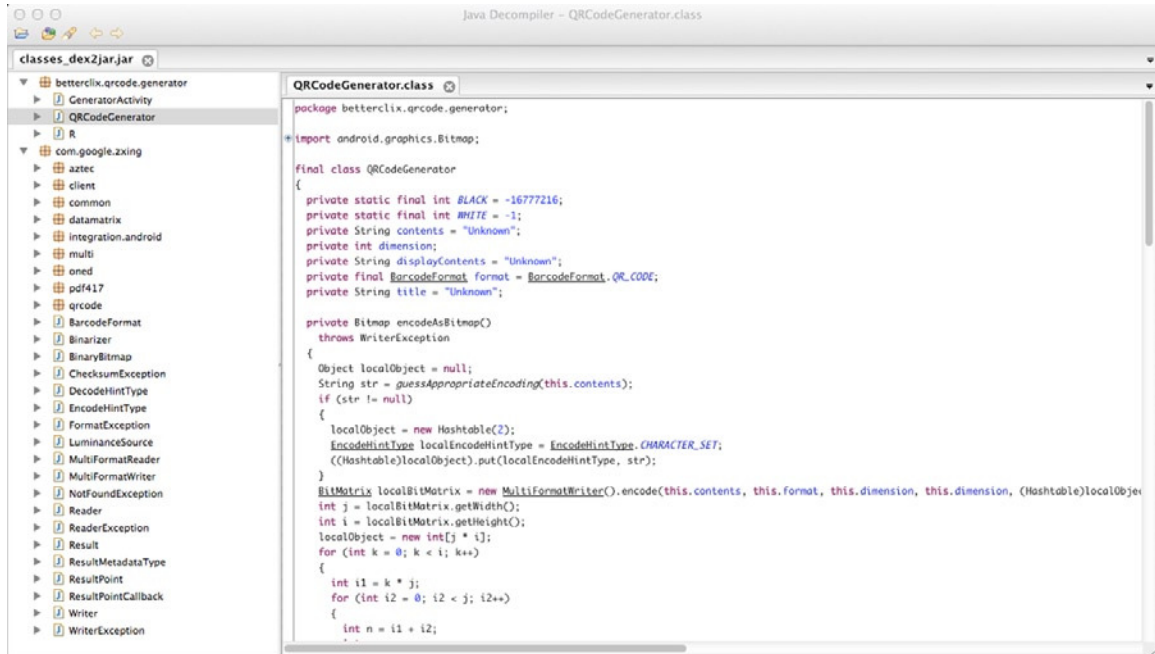 Java Decompiler - QRCodeGenerator.class
classes_dex2jar.jar
betterclix.qrcode.generator
GeneratorActivity
QRCodeGenerator
R
com.google.zxing
aztec
client
common
datamatrix
integration.android
multi
oned
pdf417
qrcode
BarcodeFormat
Binarizer
BinaryBitmap
ChecksumException
DecodeHintType
EncodeHintType
FormatException
LuminanceSource
MultiFormatReader
MultiFormatWriter
NotFoundException
Reader
ReaderException
Result
ResultMetadataType
ResultPoint
ResultPointCallback
Writer
WriterException
QRCodeGenerator.class
package betterclix.qrcode.generator;
import android.graphics.Bitmap;
final class QRCodeGenerator
{
private static final int BLACK = -16777216;
private static final int WHITE = -1;
private String contents = "Unknown";
private int dimension;
private String displayContents = "Unknown";
private final BarcodeFormat format = BarcodeFormat.QR_CODE;
private String title = "Unknown";
private Bitmap encodeAsBitmap()
throws WriterException
{
Object localObject = null;
String str = guessAppropriateEncoding(this.contents);
if (str != null)
{
localObject = new Hashtable(2);
EncodeHintType localEncodeHintType = EncodeHintType.CHARACTER_SET;
((Hashtable)localObject).put(localEncodeHintType, str);
}
BitMatrix localBitMatrix = new MultiFormatWriter().encode(this.contents, this.format, this.dimension, this.dimension, (Hashtable)localObje
int j = localBitMatrix.getWidth();
int i = localBitMatrix.getHeight();
localObject = new int[j * i];
for (int k = 0; k < i; k++)
{
int i1 = k * j;
for (int i2 = 0; i2 < j; i2++)
{
int n = i1 + i2;